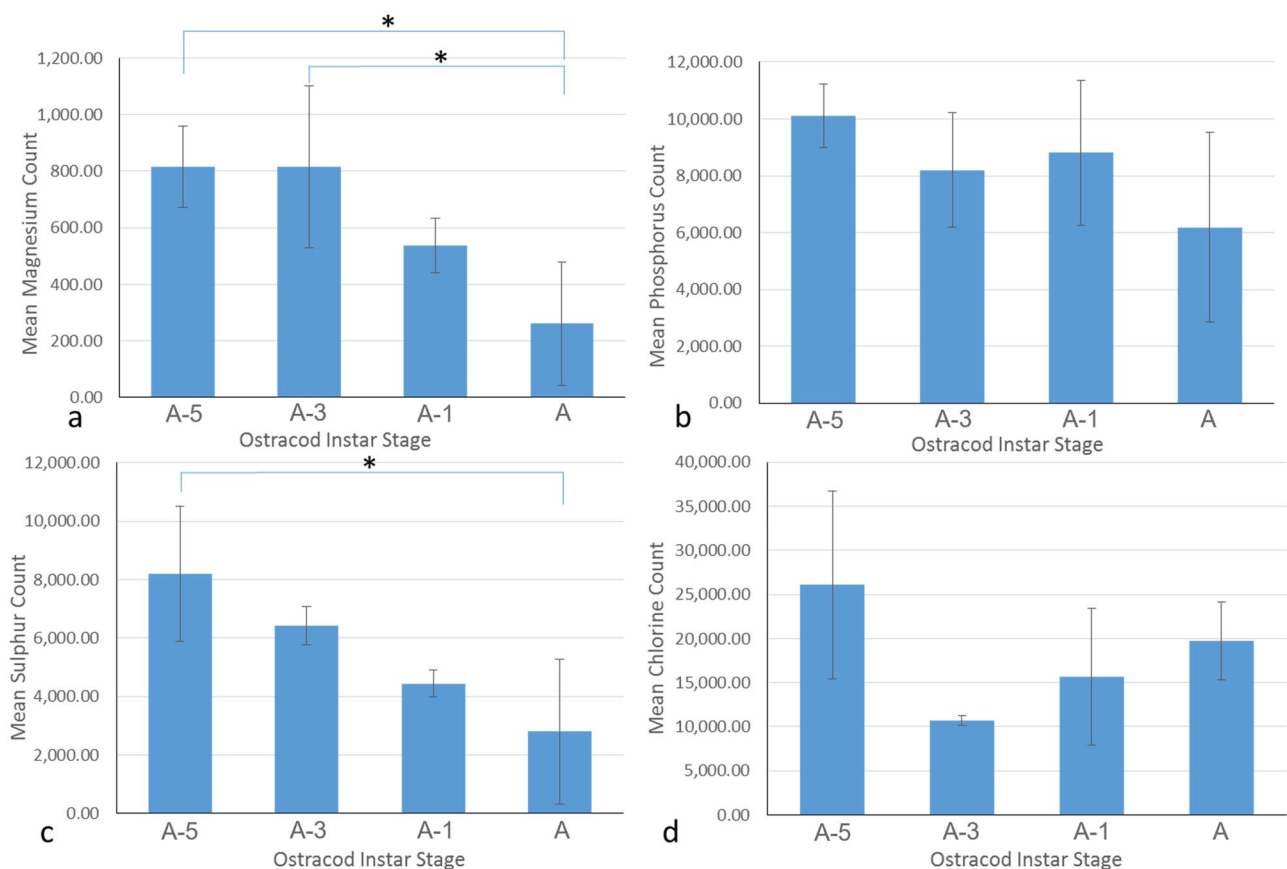 *
*
Mean Magnesium Count
1,200.00
1,000.00
800.00
600.00
400.00
200.00
0.00
A-5 A-3 A-1 A
a
Ostracod Instar Stage
Mean Phosphorus Count
12,000.00
10,000.00
8,000.00
6,000.00
4,000.00
2,000.00
0.00
A-5 A-3 A-1 A
b
Ostracod Instar Stage
*
Mean Sulphur Count
12,000.00
10,000.00
8,000.00
6,000.00
4,000.00
2,000.00
0.00
A-5 A-3 A-1 A
c
Ostracod Instar Stage
Mean Chlorine Count
40,000.00
35,000.00
30,000.00
25,000.00
20,000.00
15,000.00
10,000.00
5,000.00
0.00
A-5 A-3 A-1 A
d
Ostracod Instar Stage